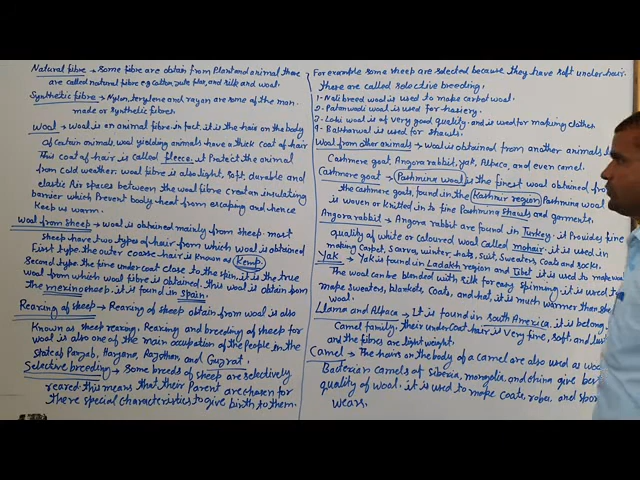 Natural fibre → Some fibre are obtain from Plant and animal these
are called natural fibre e.g Cotton, Jute, flax, and silk and wool.
Synthetic fibre → Nylon, terylene and rayon are some of the man-
made or synthetic fibres.
Wool → Wool is an animal fibre. in fact. it is the hair on the body
of Certain animals. wool yielding animals have a thick Coat of hair
This coat of hair is called fleece. it Protect the animal
from Cold weather. wool fibre is also light, Soft, durable and
elastic Air spaces between the wool fibre Creat an insulating
barrier which Prevent body heat from escaping and hence
Keep us warm.
Wool from sheep → wool is obtained mainly from sheep. most
sheep have two types of hair from which wool is obtained
First type the outer coarse hair is known as Kemp
Second type the fine under coat close to the skin. it is the true
wool from which wool fibre is obtained. This wool is obtain from
The merino sheep. it is found in Spain.
Rearing of sheep → Rearing of sheep obtain from wool is also
Known as sheep rearing. Rearing and breeding of sheep for
wool is also one of the main occupation of the People in the
State of Panjab, Haryana, Rajsthan and Gujrat.
Selective breeding → Some breeds of sheep are selectively
reared this means that their Parent are chosen for
there special characteristics to give birth to them.
For example some sheep are selected because they have soft under hair.
these are called selective breeding.
1- Nali breed wool is used to make carpet wool.
2- Patanwadi wool is used for hosiery.
3- Lohi wool is of very good quality. and is used for making clothes.
4- Bakharwal is used for shawls.
Wool from other animals → wool is obtained from another animals
Cashmere goat, Angora rabbit, yak, Alpaca, and even camel.
Cashmere goat → Pashmina wool is the finest wool obtained from
the cashmere goats, found in the Kashmir region Pashmina wool
is woven or Knitted in to fine Pashmina Shawls and garments.
Angora rabbit → Angora rabbit are found in Turkey. it Provides fine
quality of white or coloured wool called mohair. it is used in
making Carpet, Sarry, winter, hats, suit, Sweater, Coats and socks.
Yak → Yak is found in Ladakh region and Tibet it is used to make wool
The wool can be blended with silk for easy spinning. it is used to
make sweaters, blankets, Coats, and hat, it is much warmer than sheep
wool.
Llama and Alpaca → It is found in south America. it is belong
Camel family. their under Coat hair is very fine, soft, and
and the fibres are light weight.
Camel → The hairs on the body of a camel are also used as wool
Bacterian camels of Siberia, mongolia, and china give best
quality of wool. it is used to make coats, robes, and sport
wears.